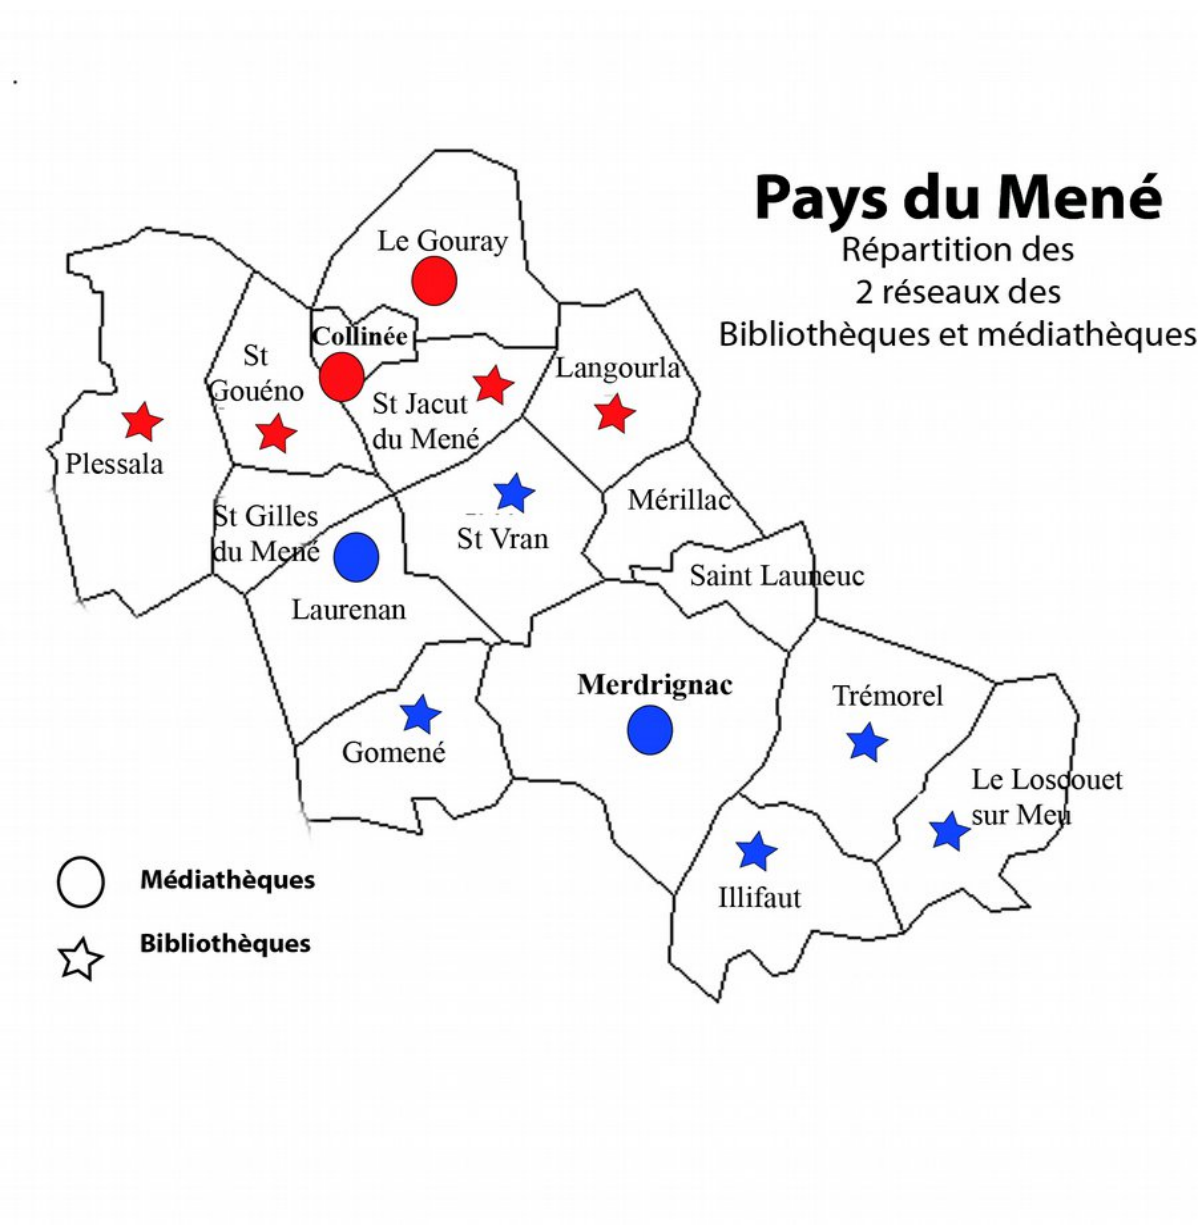 Pays du Mené
Répartition des
2 réseaux des
Bibliothèques et médiathèques
Le Gouray
Collinée
St
Gouéno
Langourla
St Jacut
du Mené
Plessala
Mérillac
St Gilles
du Mené
St Vran
Saint Launeuc
Laurenan
Merdrignac
Trémorel
Gomené
Le Loscouet
sur Meu
Illifaut
Médiathèques
Bibliothèques